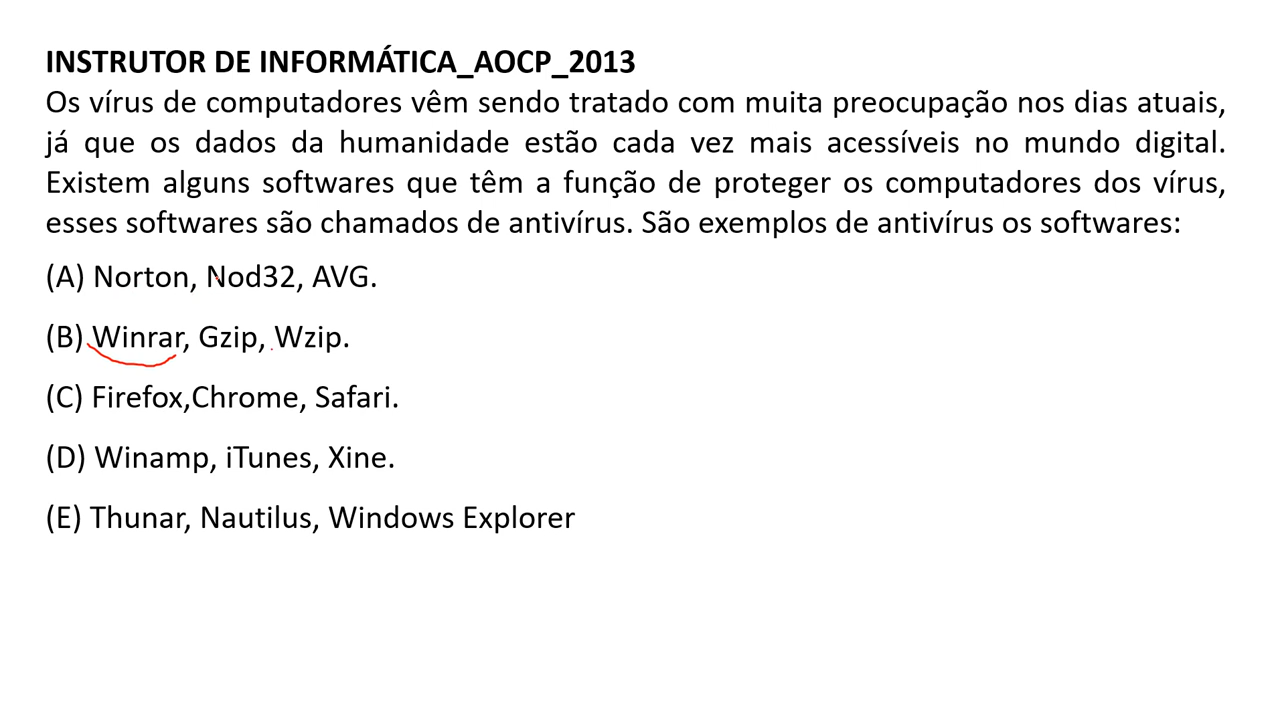 INSTRUTOR DE INFORMÁTICA_AOCP_2013
Os vírus de computadores vêm sendo tratado com muita preocupação nos dias atuais,
já que os dados da humanidade estão cada vez mais acessíveis no mundo digital.
Existem alguns softwares que têm a função de proteger os computadores dos vírus,
esses softwares são chamados de antivírus. São exemplos de antivírus os softwares:
(A) Norton, Nod32, AVG.
(B) Winrar, Gzip, Wzip.
(C) Firefox,Chrome, Safari.
(D) Winamp, iTunes, Xine.
(E) Thunar, Nautilus, Windows Explorer